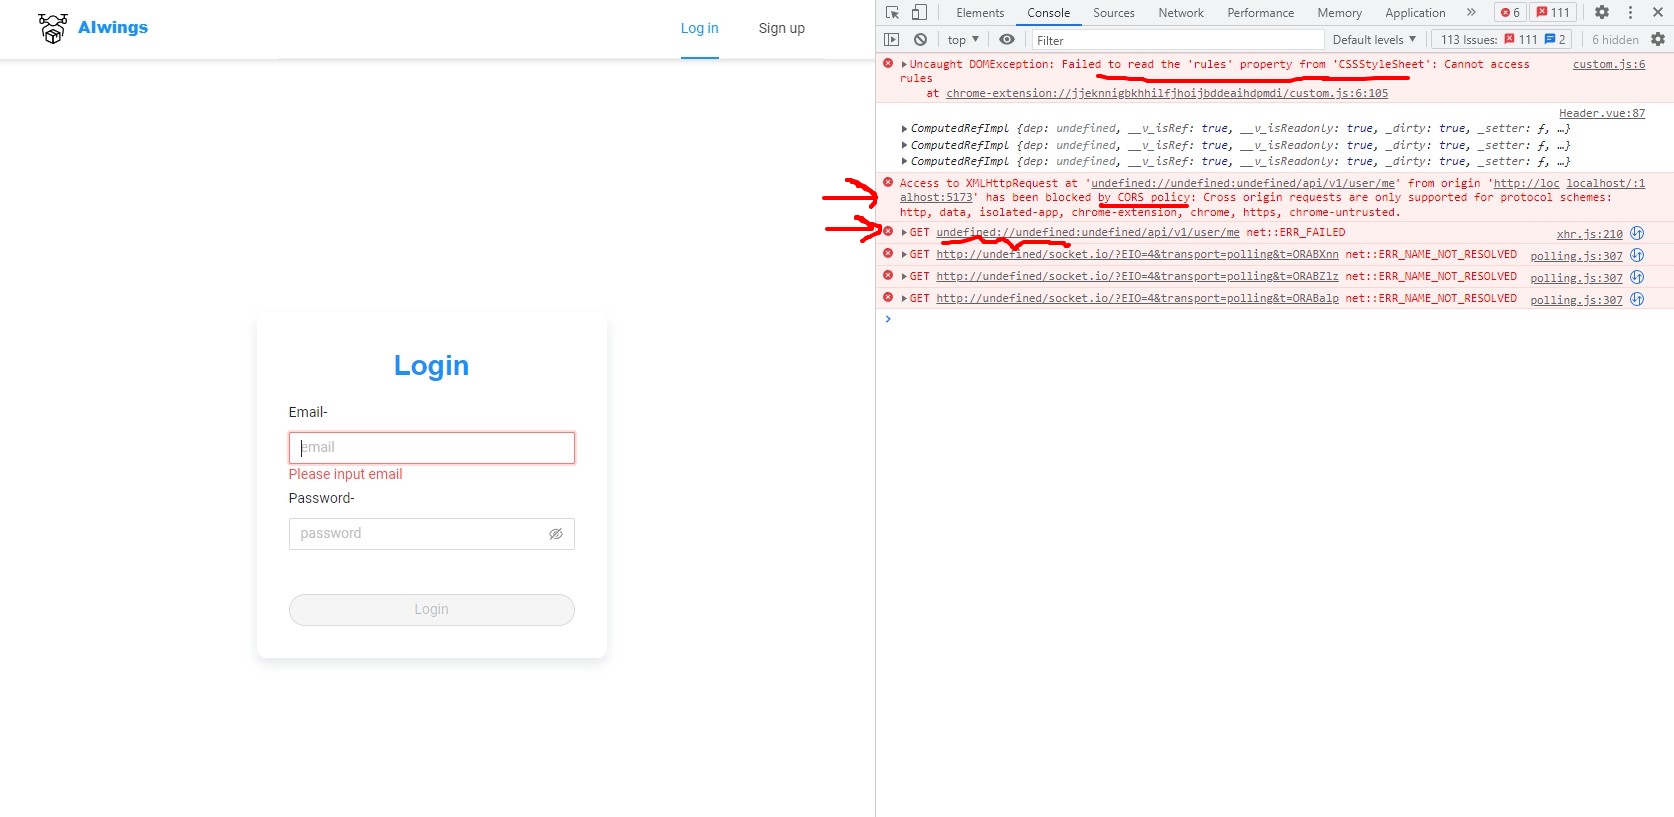 AIwings
Log in
Sign up
Login
Email-
email
Please input email
Password-
password
Login
Elements
Console
Sources
Network
Performance
Memory
Application
»
6
111
top ▼
Filter
Default levels ▼
113 Issues: 111 2
6 hidden
Uncaught DOMException: Failed to read the 'rules' property from 'CSSStyleSheet': Cannot access custom.js:6
rules
at chrome-extension://jjeknnigbkhhilfjhoijbddeaihdpmdi/custom.js:6:105
Header.vue:87
ComputedRefImpl {dep: undefined, __v_isRef: true, __v_isReadonly: true, _dirty: true, _setter: ƒ, …}
ComputedRefImpl {dep: undefined, __v_isRef: true, __v_isReadonly: true, _dirty: true, _setter: ƒ, …}
ComputedRefImpl {dep: undefined, __v_isRef: true, __v_isReadonly: true, _dirty: true, _setter: ƒ, …}
Access to XMLHttpRequest at 'undefined://undefined:undefined/api/v1/user/me' from origin 'http://loc localhost/:1
alhost:5173' has been blocked by CORS policy: Cross origin requests are only supported for protocol schemes:
http, data, isolated-app, chrome-extension, chrome, https, chrome-untrusted.
GET undefined://undefined:undefined/api/v1/user/me net::ERR_FAILED xhr.js:210
GET http://undefined/socket.io/?EIO=4&transport=polling&t=ORABXnn net::ERR_NAME_NOT_RESOLVED polling.js:307
GET http://undefined/socket.io/?EIO=4&transport=polling&t=ORABZlz net::ERR_NAME_NOT_RESOLVED polling.js:307
GET http://undefined/socket.io/?EIO=4&transport=polling&t=ORABalp net::ERR_NAME_NOT_RESOLVED polling.js:307